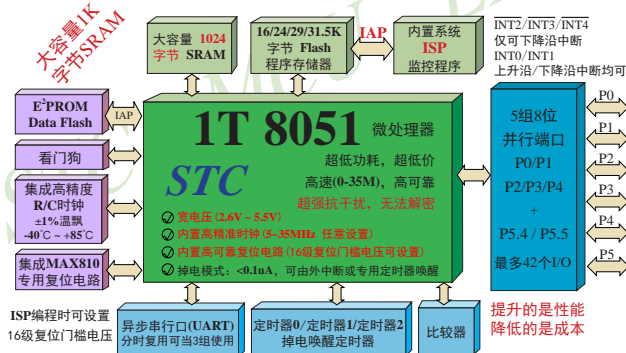 大容量1K
字节SRAM
大容量 1024
字节 SRAM
16/24/29/31.5K
字节 Flash
程序存储器
IAP
内置系统
ISP
监控程序
INT2/INT3/INT4
仅可下降沿中断
INT0/INT1
上升沿/下降沿中断均可
E²PROM
Data Flash
IAP
看门狗
集成高精度
R/C时钟
±1%温飘
-40℃ ~ +85℃
集成MAX810
专用复位电路
1T 8051 微处理器
STC
超低功耗，超低价
高速(0-35M)，高可靠
超强抗干扰，无法解密
宽电压(2.6V ~ 5.5V)
内置高精准时钟(5~35MHz 任意设置)
内置高可靠复位电路(16级复位门槛电压可设置)
掉电模式：<0.1uA，可由外中断或专用定时器唤醒
5组8位
并行端口
P0/P1
P2/P3/P4
+
P5.4 / P5.5
最多42个I/O
P0
P1
P2
P3
P4
P5
ISP编程时可设置
16级复位门槛电压
异步串行口(UART)
分时复用可当3组使用
定时器0/定时器1/定时器2
掉电唤醒定时器
比较器
提升的是性能
降低的是成本